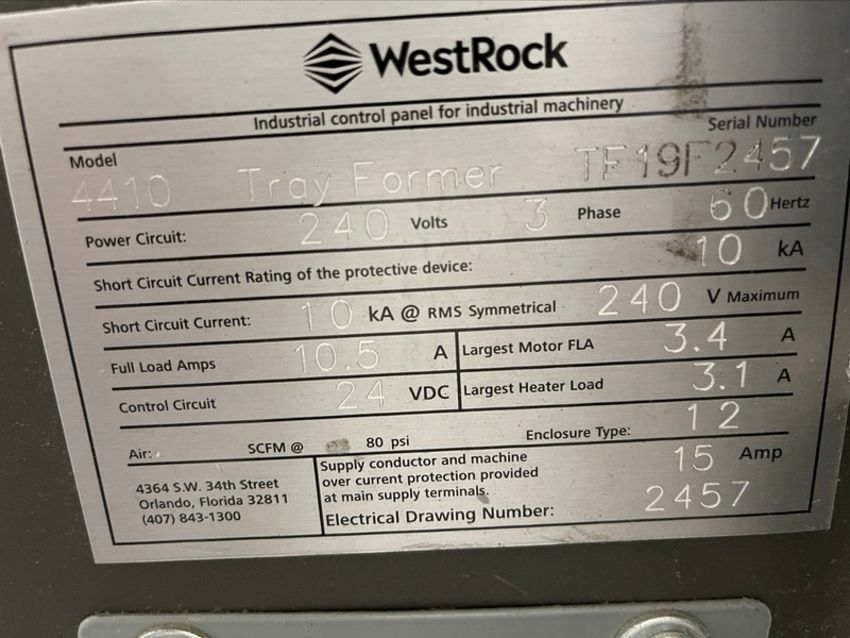 WestRock
Industrial control panel for industrial machinery
Serial Number
Model
4410 Tray Former TF19F2457
Power Circuit: 240 Volts 3 Phase 60 Hertz
Short Circuit Current Rating of the protective device: 10 kA
Short Circuit Current: 10 kA @ RMS Symmetrical 240 V Maximum
Full Load Amps 10.5 A Largest Motor FLA 3.4 A
Control Circuit 24 VDC Largest Heater Load 3.1 A
Air: SCFM @ 80 psi Enclosure Type: 12
4364 S.W. 34th Street
Orlando, Florida 32811
(407) 843-1300
Supply conductor and machine
over current protection provided
at main supply terminals.
15 Amp
Electrical Drawing Number: 2457